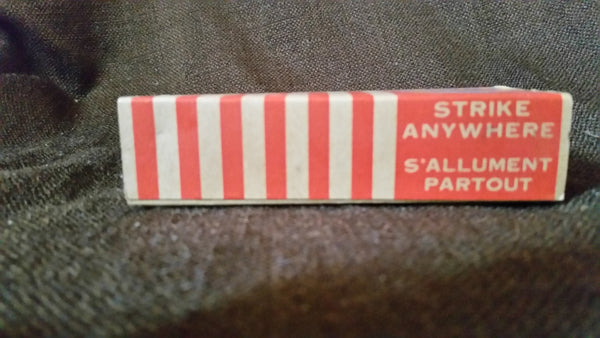 STRIKE
ANYWHERE
S'ALLUMENT
PARTOUT